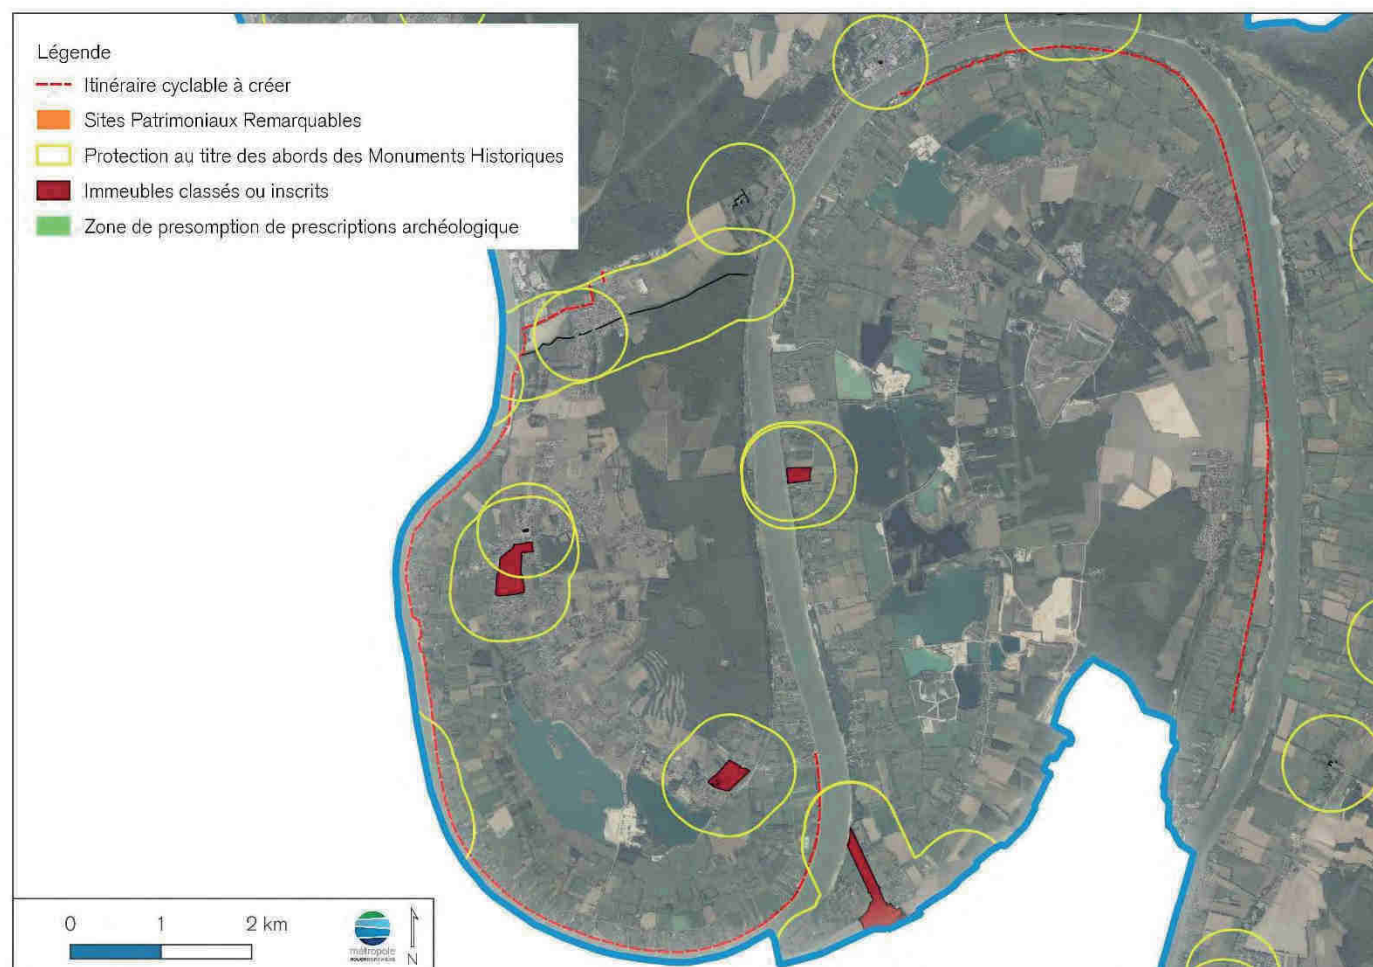 Légende
Itinéraire cyclable à créer
Sites Patrimoniaux Remarquables
Protection au titre des abords des Monuments Historiques
Immeubles classés ou inscrits
Zone de presomption de prescriptions archéologique
0 1 2 km
métropole
N